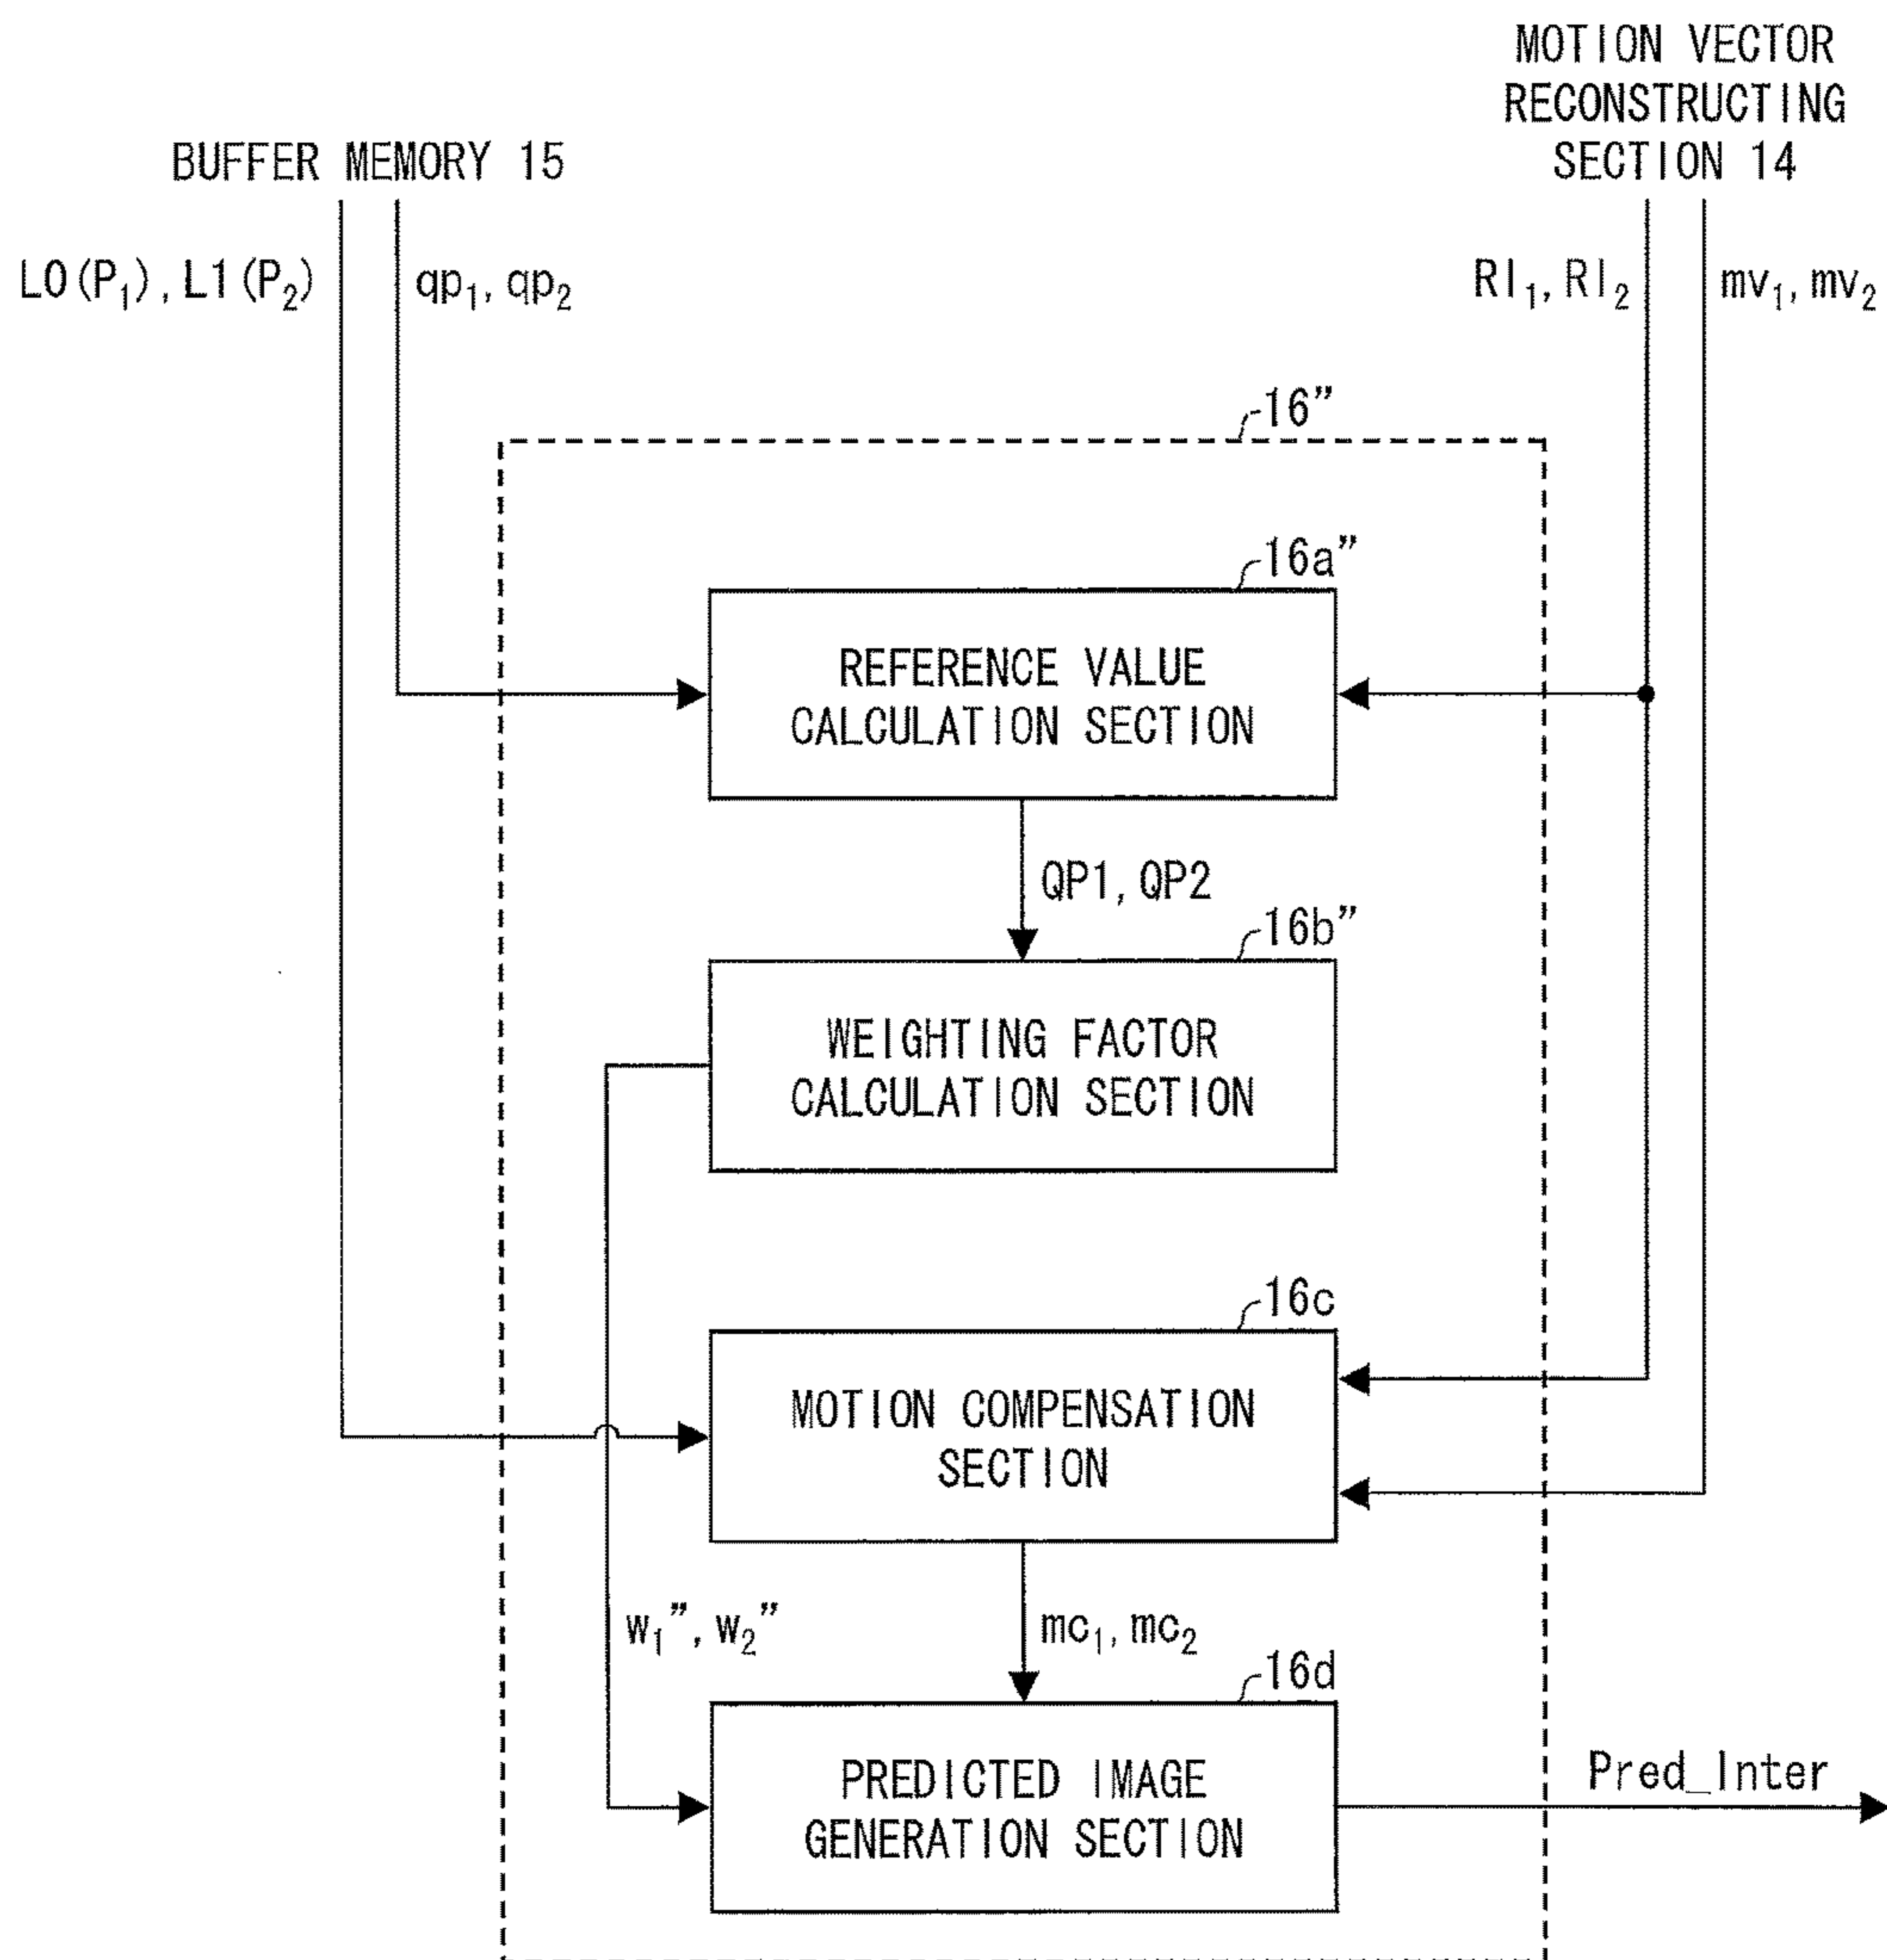 MOTION VECTOR
RECONSTRUCTING
SECTION 14
BUFFER MEMORY 15
L0(P₁), L1(P₂)
qp₁, qp₂
RI₁, RI₂
mv₁, mv₂
16”
16a”
REFERENCE VALUE
CALCULATION SECTION
QP1, QP2
16b”
WEIGHTING FACTOR
CALCULATION SECTION
16c
MOTION COMPENSATION
SECTION
w₁”, w₂”
mc₁, mc₂
16d
PREDICTED IMAGE
GENERATION SECTION
Pred_Inter